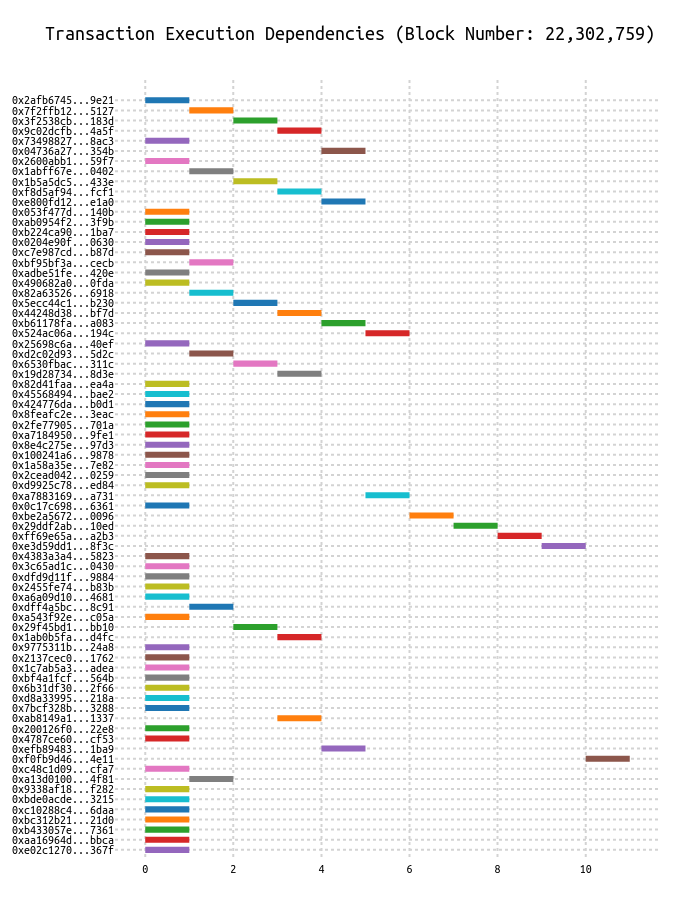 Transaction Execution Dependencies (Block Number: 22,302,759)
0x2afb6745...9e21
0x7f2ffb12...5127
0x3f2538cb...183d
0x9c02dcfb...4a5f
0x73498827...8ac3
0x04736a27...354b
0x2600abb1...59f7
0x1abff67e...0402
0x1b5a5dc5...433e
0xf8d5af94...fcf1
0xe800fd12...e1a0
0x053f477d...140b
0xab0954f2...3f9b
0xb224ca90...1ba7
0x0204e90f...0630
0xc7e987cd...b87d
0xbf95bf3a...cecb
0xadbe51fe...420e
0x490682a0...0fda
0x82a63526...6918
0x5ecc44c1...b230
0x44248d38...bf7d
0xb61178fa...a083
0x524ac06a...194c
0x25698c6a...40ef
0xd2c02d93...5d2c
0x6530fbac...311c
0x19d28734...8d3e
0x82d41faa...ea4a
0x45568494...bae2
0x424776da...b0d1
0x8feafc2e...3eac
0x2fe77905...701a
0xa7184950...9fe1
0x8e4c275e...97d3
0x100241a6...9878
0x1a58a35e...7e82
0x2cead042...0259
0xd9925c78...ed84
0xa7883169...a731
0x0c17c698...6361
0xbe2a5672...0096
0x29ddf2ab...10ed
0xff69e65a...a2b3
0xe3d59dd1...8f3c
0x4383a3a4...5823
0x3c65ad1c...0430
0xdfd9d11f...9884
0x2455fe74...b83b
0xa6a09d10...4681
0xdff4a5bc...8c91
0xa543f92e...c05a
0x29f45bd1...bb10
0x1ab0b5fa...d4fc
0x9775311b...24a8
0x2137cec0...1762
0x1c7ab5a3...adea
0xbf4a1fcf...564b
0x6b31df30...2f66
0xd8a33995...218a
0x7bcf328b...3288
0xab8149a1...1337
0x200126f0...22e8
0x4787ce60...cf53
0xefb89483...1ba9
0xf0fb9d46...4e11
0xc48c1d09...cfa7
0xa13d0100...4f81
0x9338af18...f282
0xbde0acde...3215
0xc10288c4...6daa
0xbc312b21...21d0
0xb433057e...7361
0xaa16964d...bbca
0xe02c1270...367f
0 2 4 6 8 10